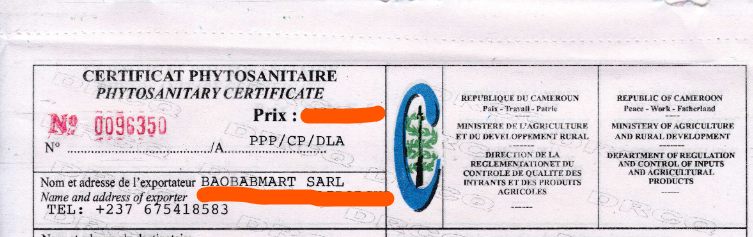 CERTIFICAT PHYTOSANITAIRE
PHYTOSANITARY CERTIFICATE
Prix :
Nº 0096350
N° /A PPP/CP/DLA
Nom et adresse de l'exportateur BAOBABMART SARL
Name and address of exporter
TEL: +237 675418583
REPUBLIQUE DU CAMEROUN
Paix - Travail - Patrie
MINISTERE DE L'AGRICULTURE
ET DU DEVELOPPEMENT RURAL
DIRECTION DE LA
REGLEMENTATION ET DU
CONTROLE DE QUALITE DES
INTRANTS ET DES PRODUITS
AGRICOLES
REPUBLIC OF CAMEROON
Peace - Work - Fatherland
MINISTERY OF AGRICULTURE
AND RURAL DEVELOPMENT
DEPARTMENT OF REGULATION
AND CONTROL OF INPUTS
AND AGRICULTURAL
PRODUCTS
DRCQ